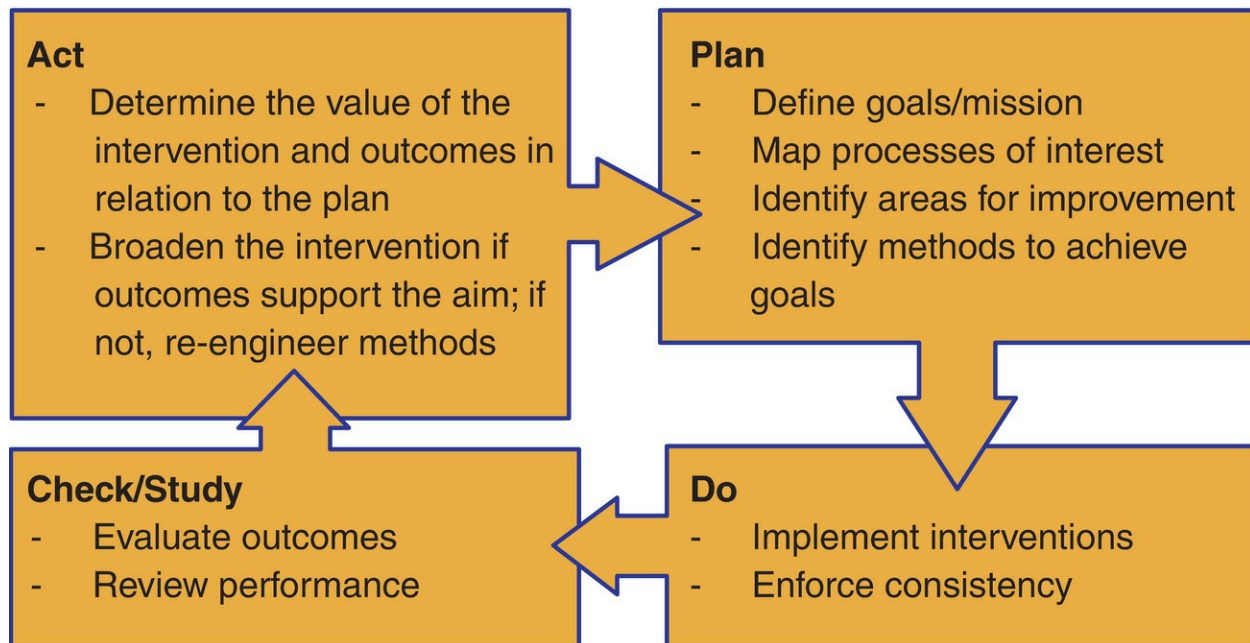 Act
- Determine the value of the
intervention and outcomes in
relation to the plan
- Broaden the intervention if
outcomes support the aim; if
not, re-engineer methods
Plan
- Define goals/mission
- Map processes of interest
- Identify areas for improvement
- Identify methods to achieve
goals
Check/Study
- Evaluate outcomes
- Review performance
Do
- Implement interventions
- Enforce consistency